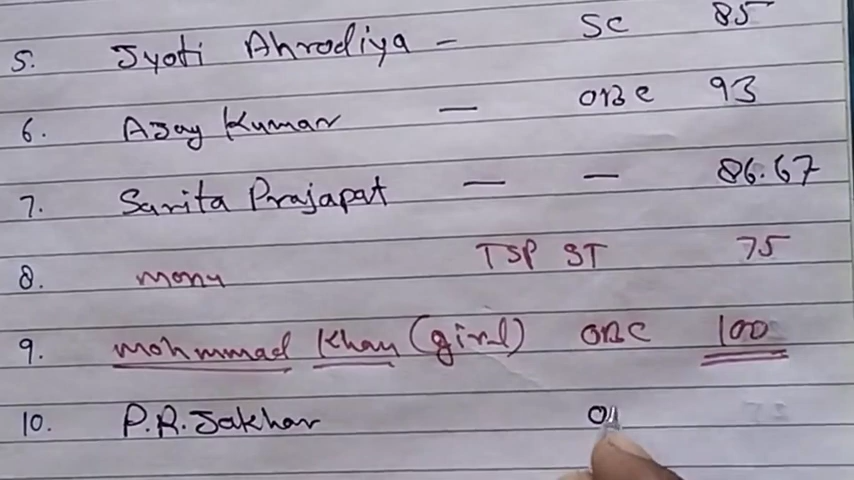 5. Jyoti Ahrodiya - SC 85
6. Ajay Kumar — OBC 93
7. Sarita Prajapat — — 86.67
8. monu TSP ST 75
9. mohmmad Khan (girl) OBC 100
10. P.R. Jakhar